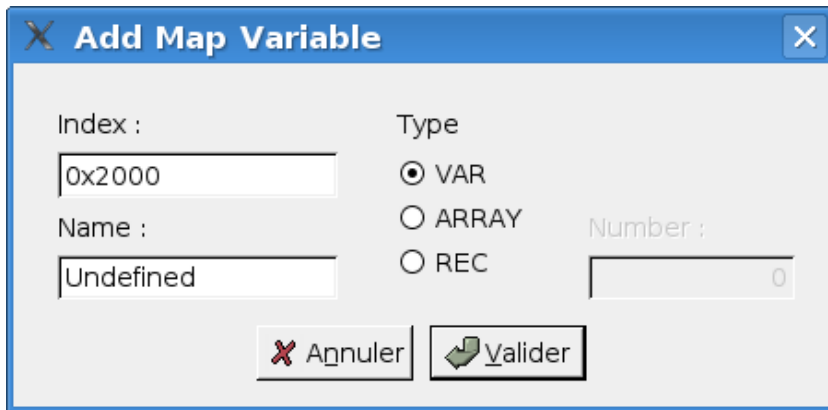 Add Map Variable
Index :
0x2000
Name :
Undefined
Type
VAR
ARRAY
REC
Number :
0
Annuler
Valider